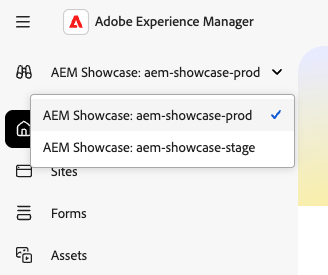 Adobe Experience Manager
AEM Showcase: aem-showcase-prod
AEM Showcase: aem-showcase-prod
AEM Showcase: aem-showcase-stage
Sites
Forms
Assets